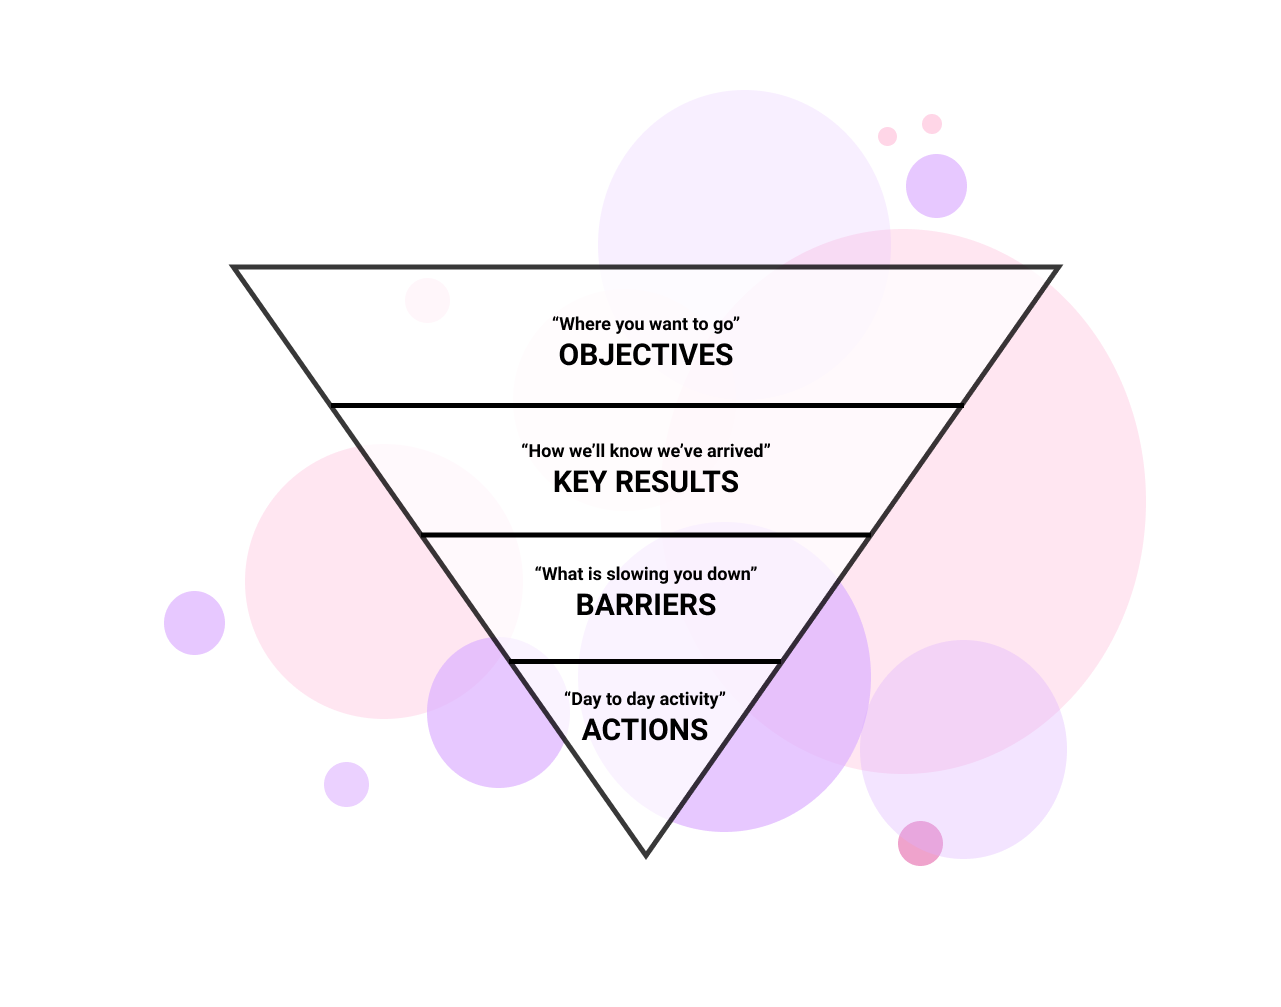 “Where you want to go”
OBJECTIVES
“How we’ll know we’ve arrived”
KEY RESULTS
“What is slowing you down”
BARRIERS
“Day to day activity”
ACTIONS